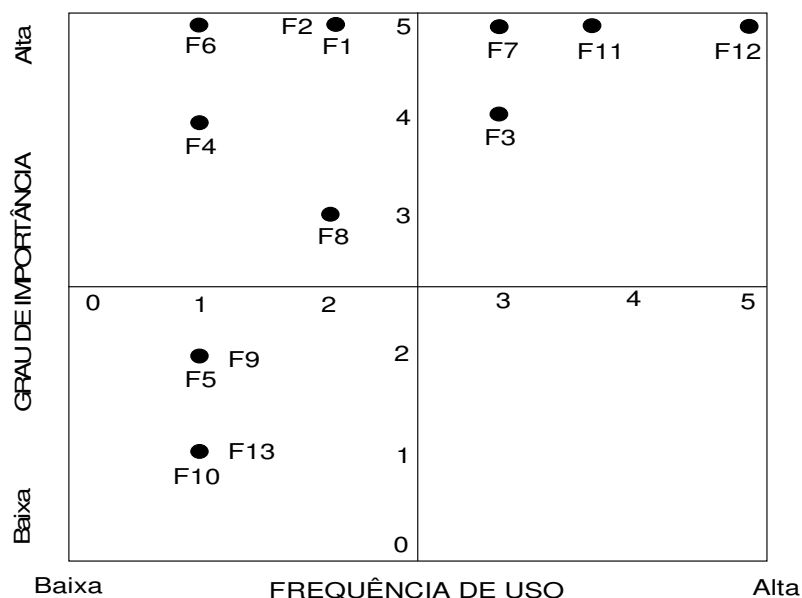 Alta
GRAU DE IMPORTÂNCIA
Baixa
F6
F2
F1
5
F7
F11
F12
F4
4
F3
F8
3
0
1
2
3
4
5
F9
F5
2
F13
F10
1
0
Baixa
FREQUÊNCIA DE USO
Alta